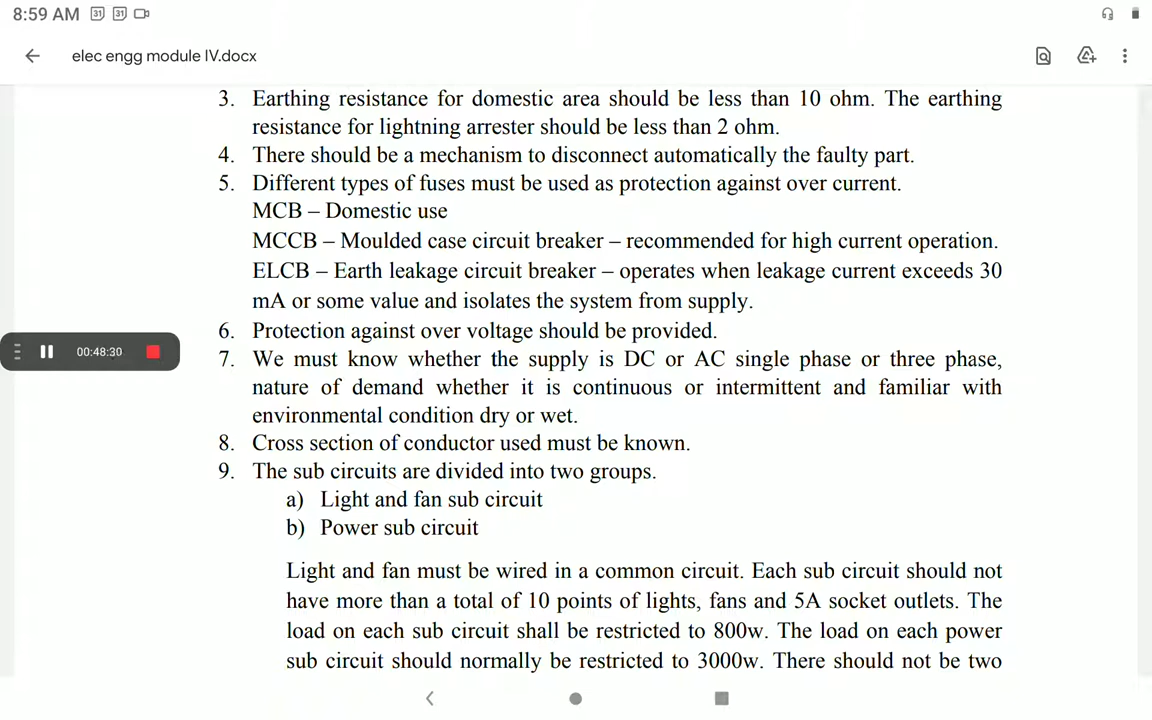 8:59 AM 31 31
elec engg module IV.docx
3. Earthing resistance for domestic area should be less than 10 ohm. The earthing
resistance for lightning arrester should be less than 2 ohm.
4. There should be a mechanism to disconnect automatically the faulty part.
5. Different types of fuses must be used as protection against over current.
MCB – Domestic use
MCCB – Moulded case circuit breaker – recommended for high current operation.
ELCB – Earth leakage circuit breaker – operates when leakage current exceeds 30
mA or some value and isolates the system from supply.
6. Protection against over voltage should be provided.
00:48:30
7. We must know whether the supply is DC or AC single phase or three phase,
nature of demand whether it is continuous or intermittent and familiar with
environmental condition dry or wet.
8. Cross section of conductor used must be known.
9. The sub circuits are divided into two groups.
a) Light and fan sub circuit
b) Power sub circuit
Light and fan must be wired in a common circuit. Each sub circuit should not
have more than a total of 10 points of lights, fans and 5A socket outlets. The
load on each sub circuit shall be restricted to 800w. The load on each power
sub circuit should normally be restricted to 3000w. There should not be two